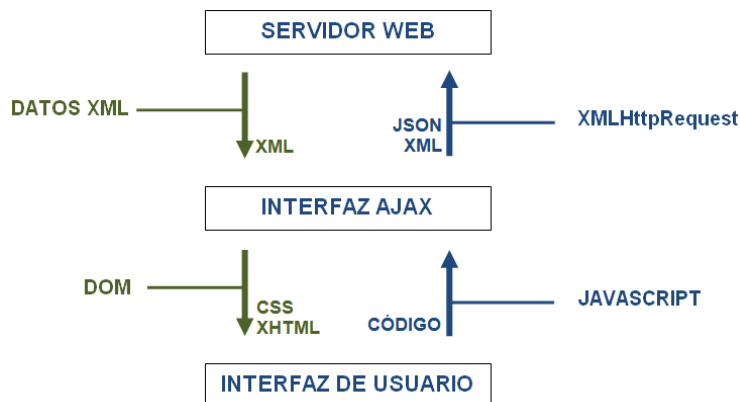 SERVIDOR WEB
DATOS XML
XML
JSON
XML
XMLHttpRequest
INTERFAZ AJAX
DOM
CSS
XHTML
CÓDIGO
JAVASCRIPT
INTERFAZ DE USUARIO